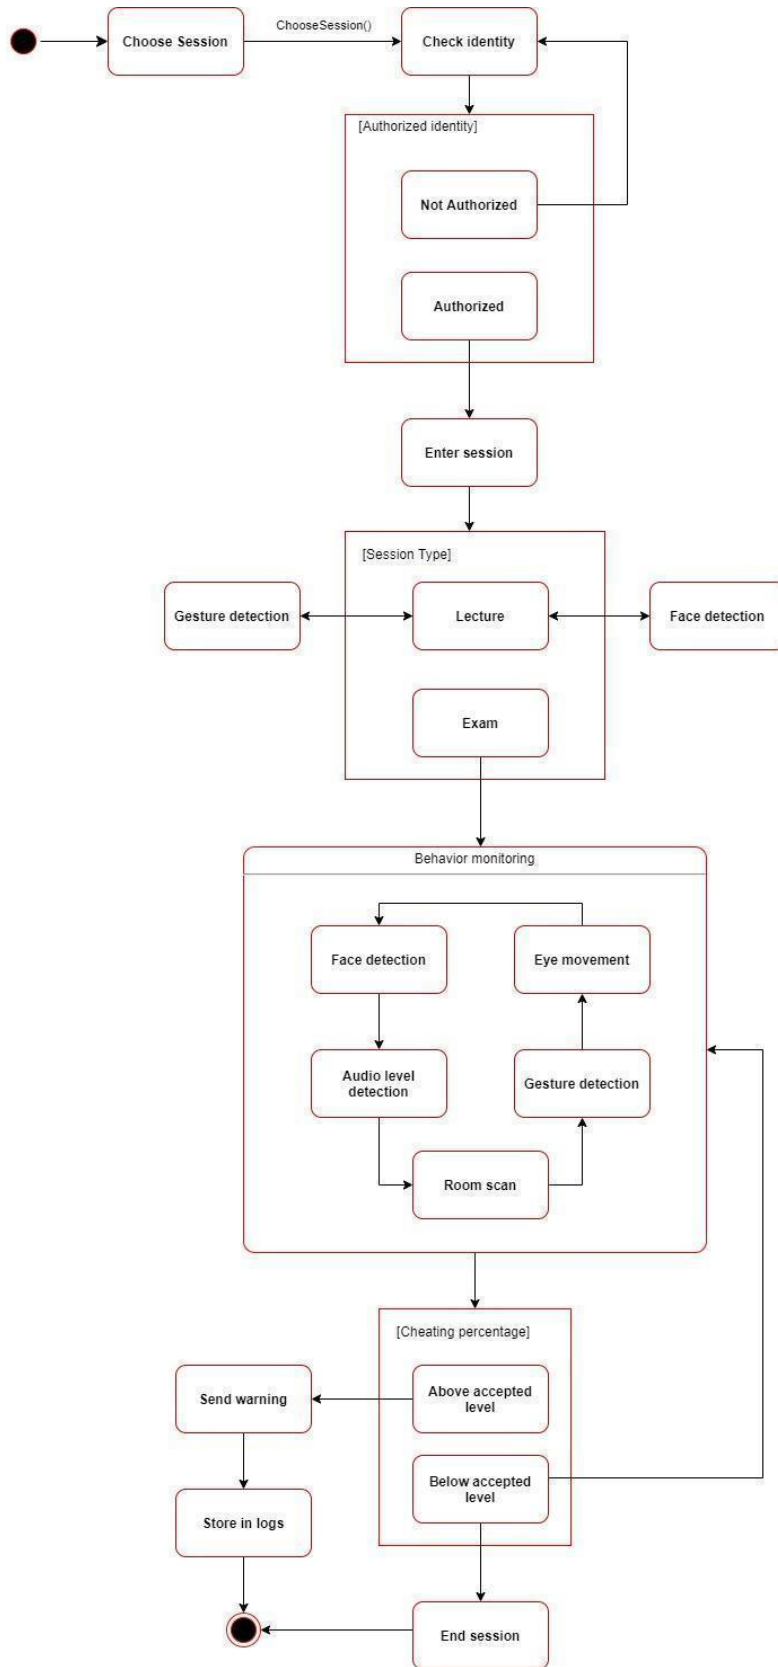 Choose Session
ChooseSession()
Check identity
[Authorized identity]
Not Authorized
Authorized
Enter session
[Session Type]
Gesture detection
Lecture
Face detection
Exam
Behavior monitoring
Face detection
Eye movement
Audio level
detection
Gesture detection
Room scan
[Cheating percentage]
Send warning
Above accepted
level
Below accepted
level
Store in logs
End session